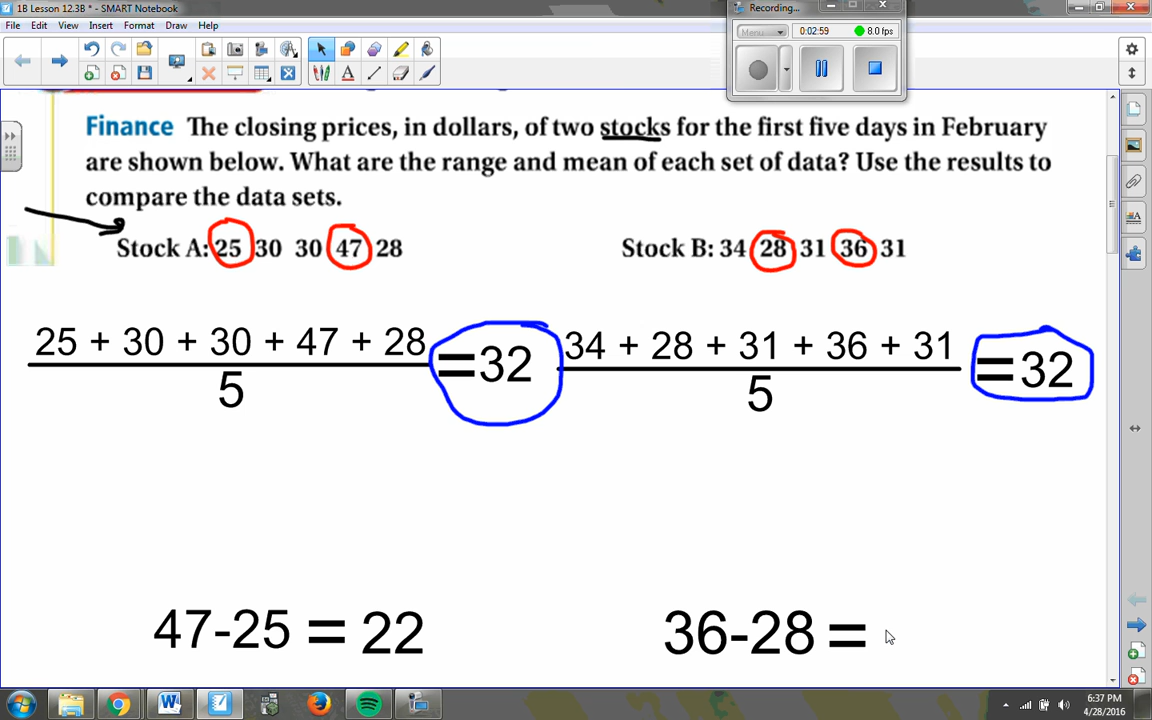 1B Lesson 12.3B * - SMART Notebook
Recording...
File Edit View Insert Format Draw Help
Menu
0:02:59
8.0 fps
Finance The closing prices, in dollars, of two stocks for the first five days in February
are shown below. What are the range and mean of each set of data? Use the results to
compare the data sets.
Stock A: 25 30 30 47 28
Stock B: 34 28 31 36 31
25 + 30 + 30 + 47 + 28
5
=32
34 + 28 + 31 + 36 + 31
5
=32
47-25 = 22
36-28 =
6:37 PM
4/28/2016